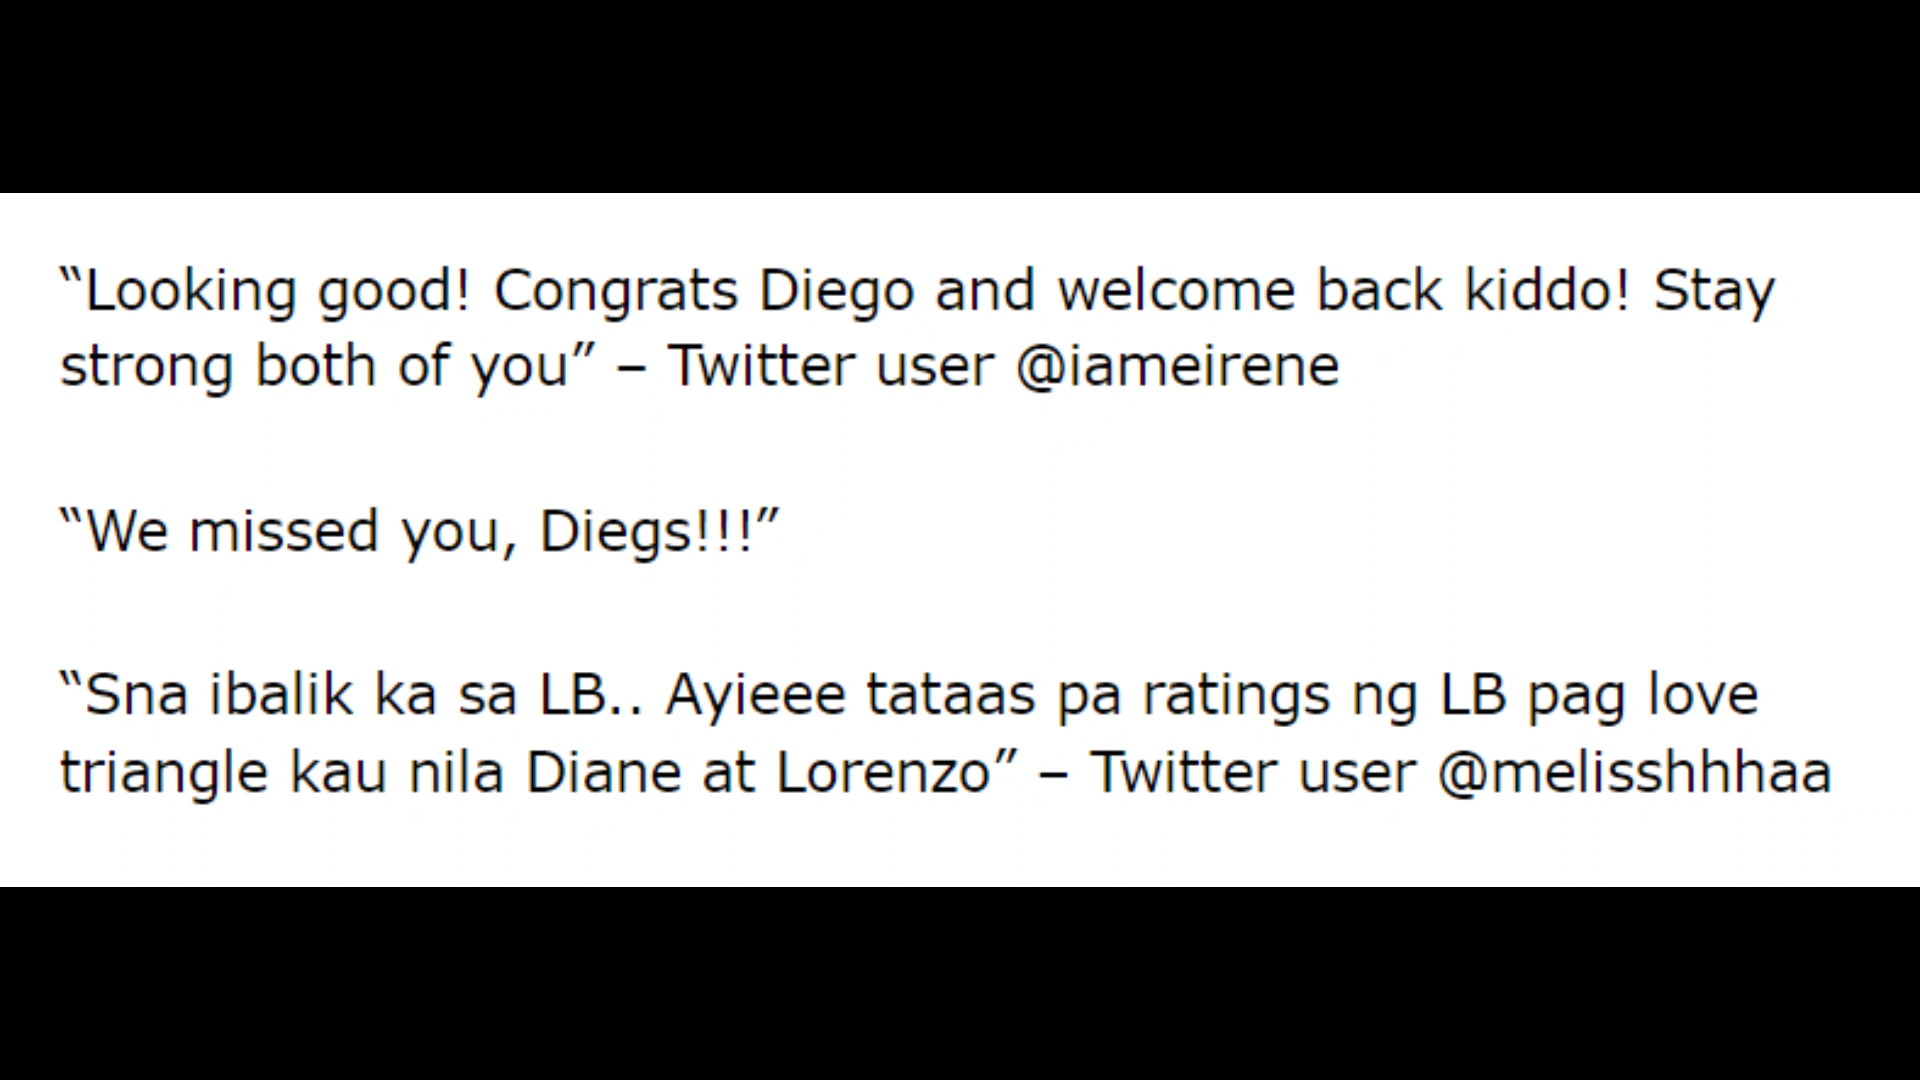 “Looking good! Congrats Diego and welcome back kiddo! Stay
strong both of you” – Twitter user @iameirene
“We missed you, Diegs!!!”
“Sna ibalik ka sa LB.. Ayieee tataas pa ratings ng LB pag love
triangle kau nila Diane at Lorenzo” – Twitter user @melisshhhaa